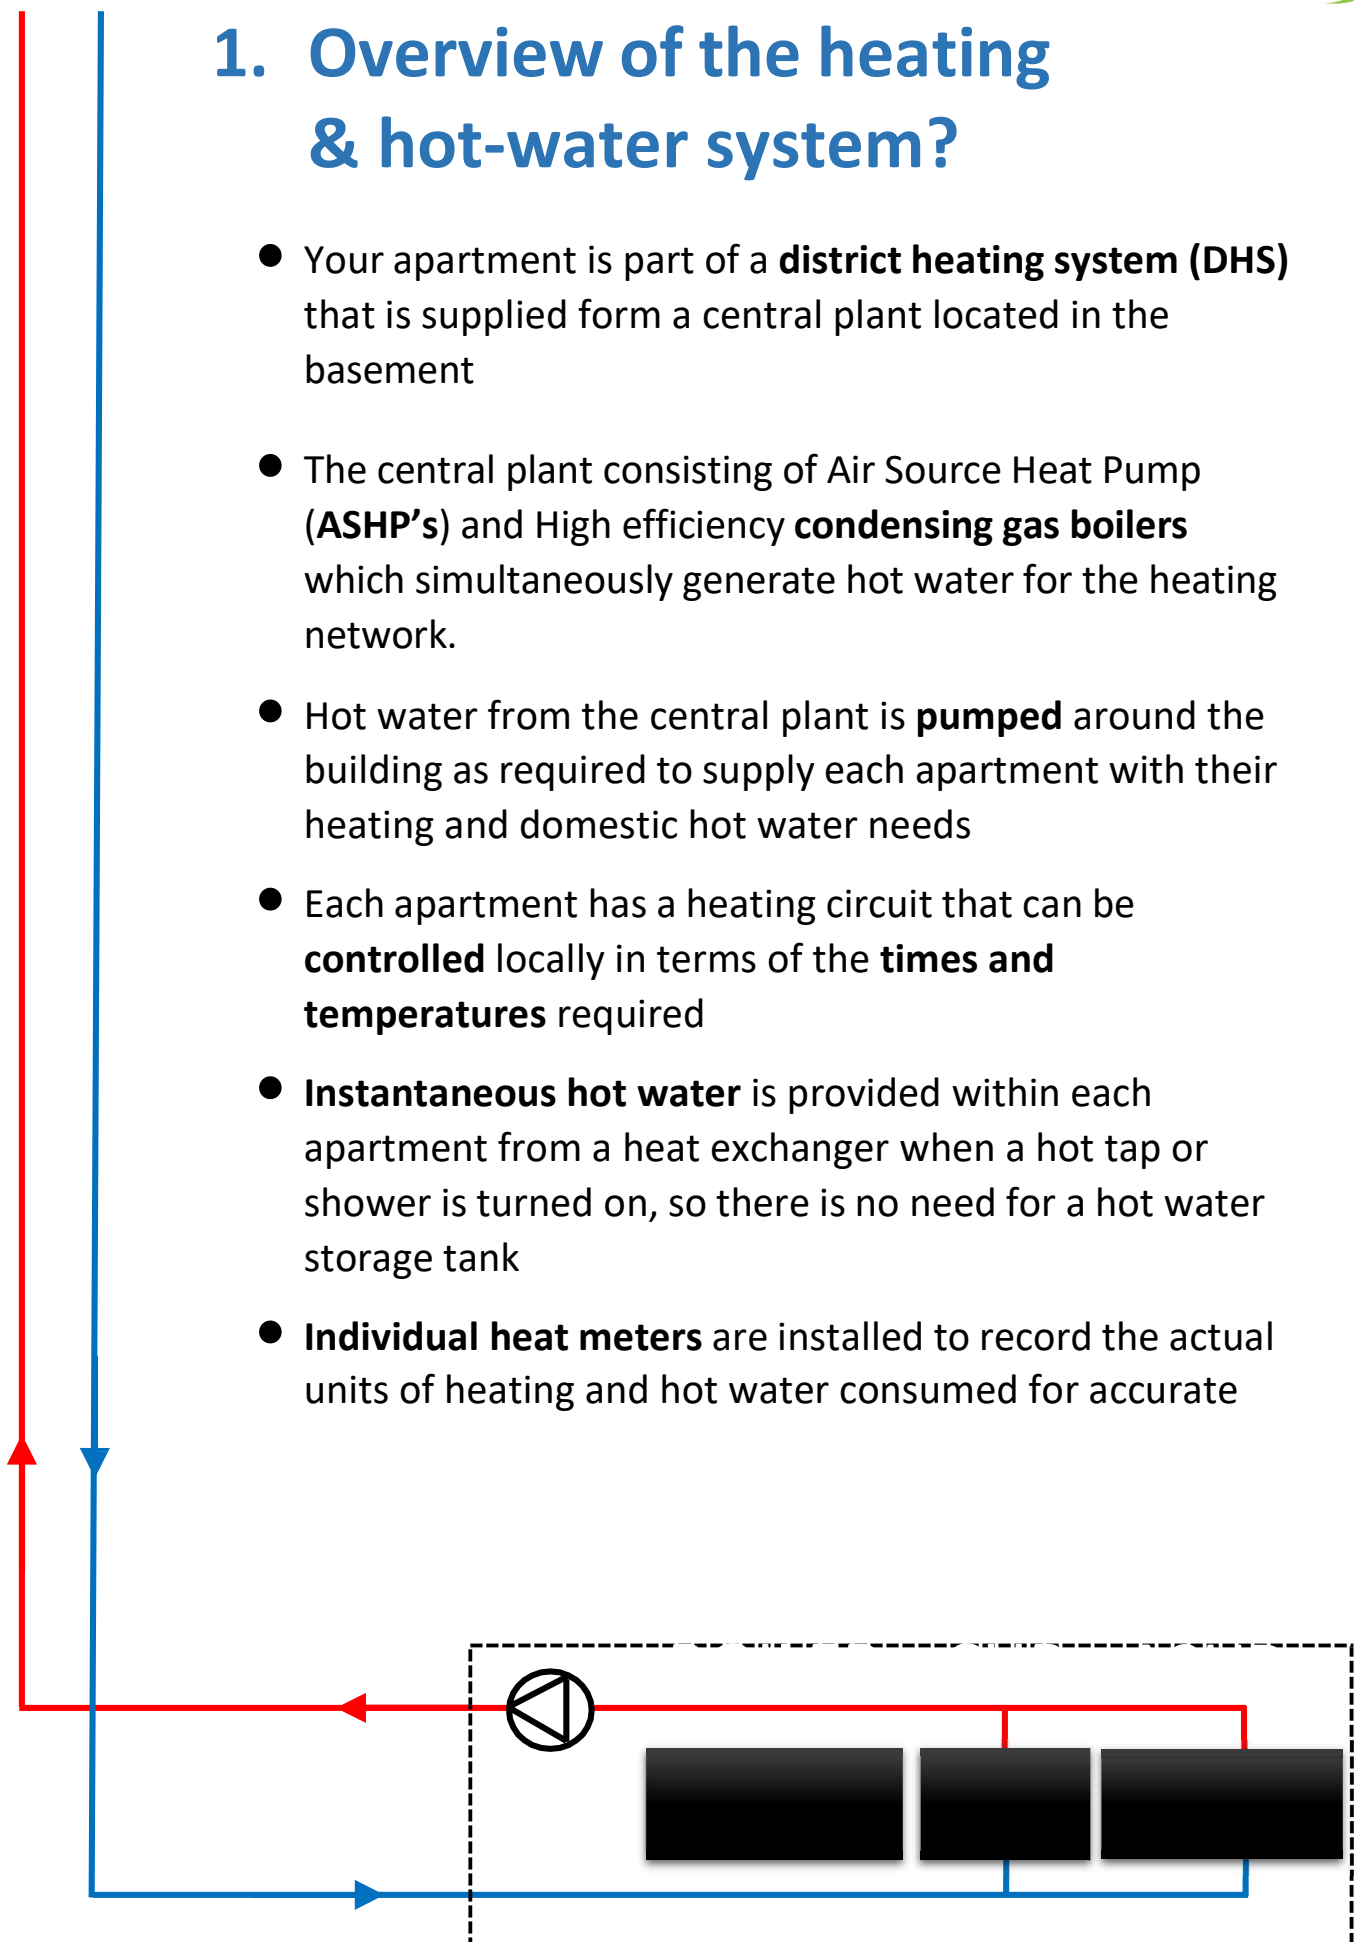 1. Overview of the heating
& hot-water system?
● Your apartment is part of a district heating system (DHS)
that is supplied form a central plant located in the
basement
● The central plant consisting of Air Source Heat Pump
(ASHP’s) and High efficiency condensing gas boilers
which simultaneously generate hot water for the heating
network.
● Hot water from the central plant is pumped around the
building as required to supply each apartment with their
heating and domestic hot water needs
● Each apartment has a heating circuit that can be
controlled locally in terms of the times and
temperatures required
● Instantaneous hot water is provided within each
apartment from a heat exchanger when a hot tap or
shower is turned on, so there is no need for a hot water
storage tank
● Individual heat meters are installed to record the actual
units of heating and hot water consumed for accurate